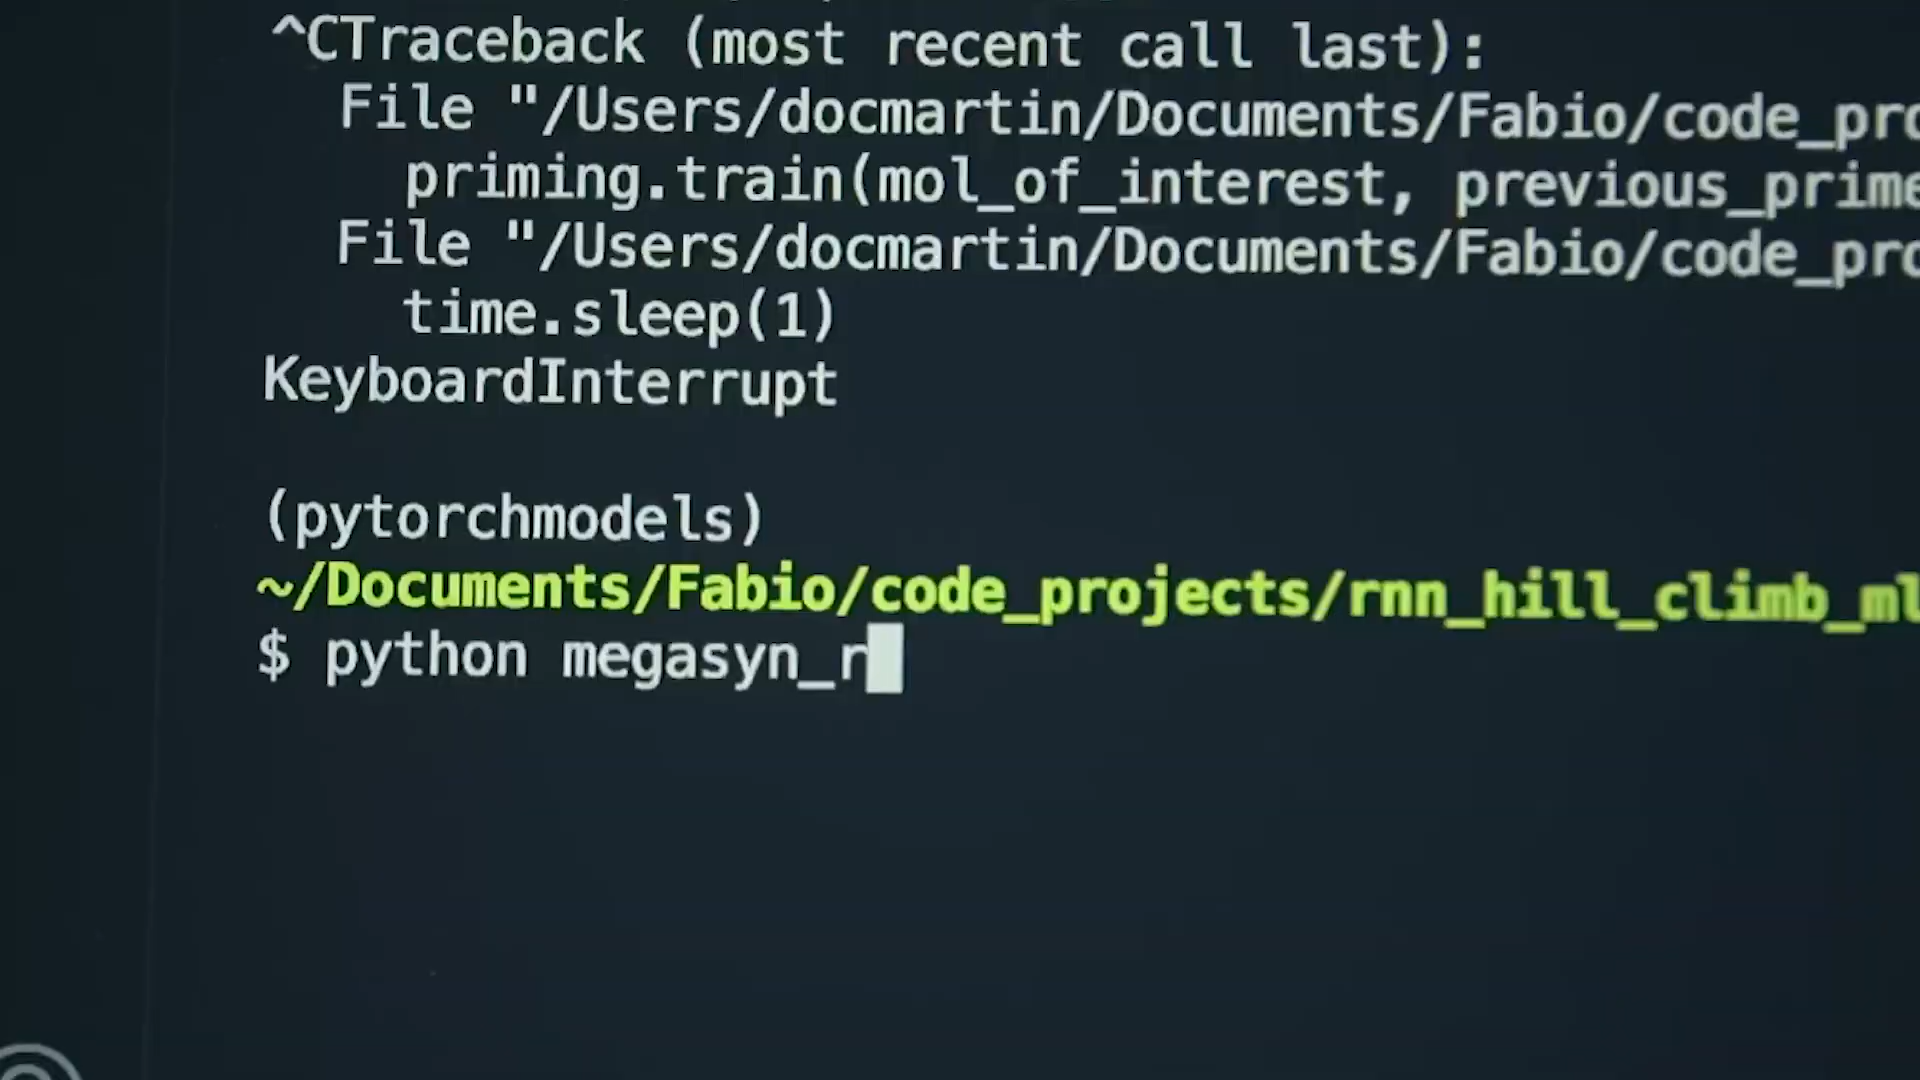 ^CTraceback (most recent call last):
File "/Users/docmartin/Documents/Fabio/code_pro
priming.train(mol_of_interest, previous_prime
File "/Users/docmartin/Documents/Fabio/code_pro
time.sleep(1)
KeyboardInterrupt
(pytorchmodels)
~/Documents/Fabio/code_projects/rnn_hill_climb_ml
$ python megasyn_r